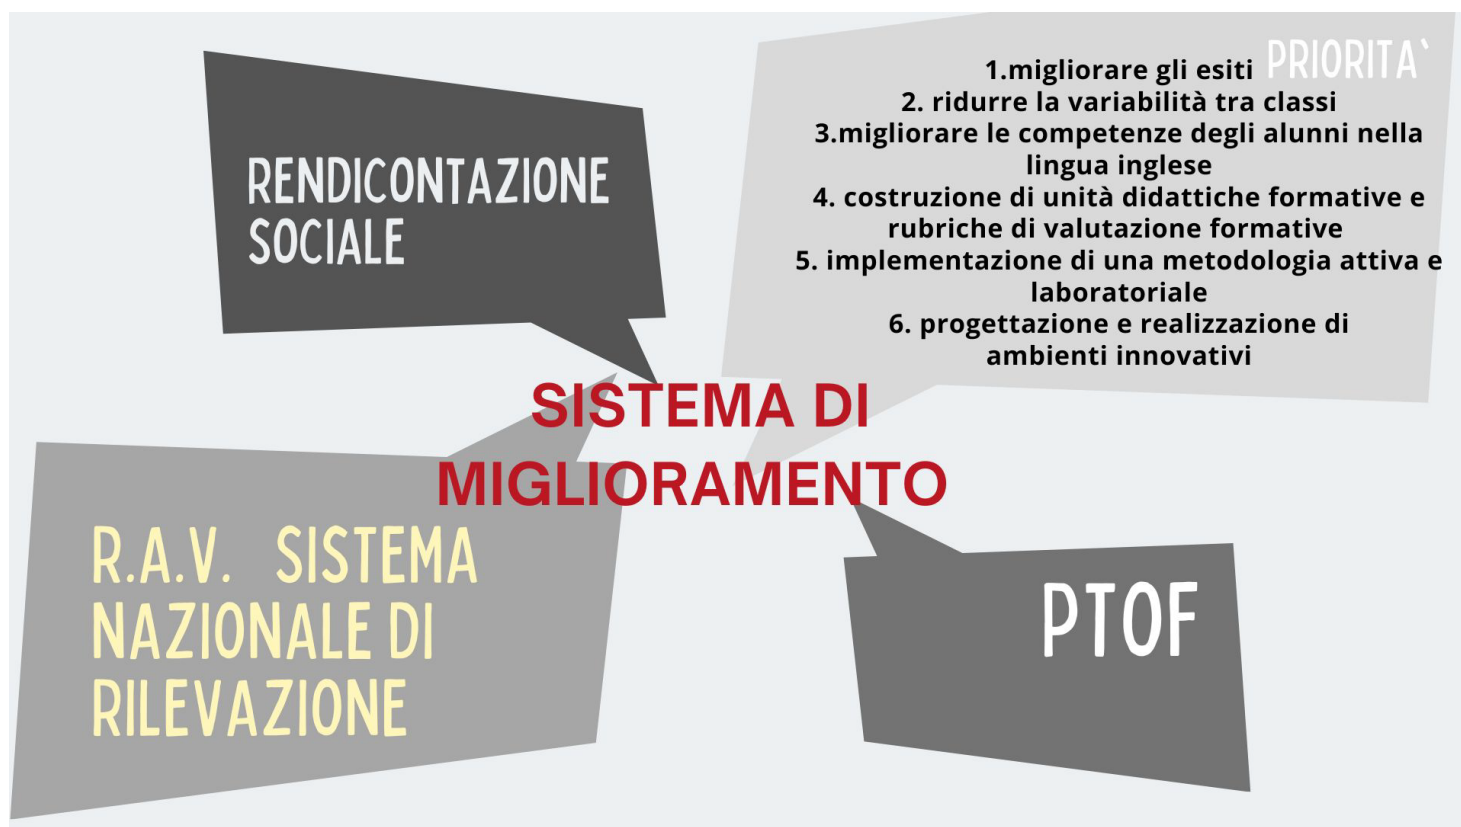 RENDICONTAZIONE
SOCIALE
PRIORITA`
1.migliorare gli esiti
2. ridurre la variabilità tra classi
3.migliorare le competenze degli alunni nella
lingua inglese
4. costruzione di unità didattiche formative e
rubriche di valutazione formative
5. implementazione di una metodologia attiva e
laboratoriale
6. progettazione e realizzazione di
ambienti innovativi
SISTEMA DI
MIGLIORAMENTO
R.A.V. SISTEMA
NAZIONALE DI
RILEVAZIONE
PTOF